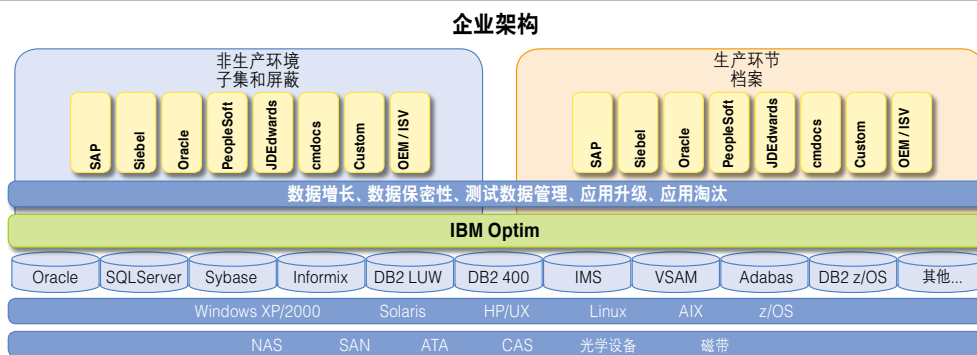 企业架构
非生产环境
子集和屏蔽
生产环节
档案
SAP
Siebel
Oracle
PeopleSoft
JDEdwards
cmdocs
Custom
OEM / ISV
SAP
Siebel
Oracle
PeopleSoft
JDEdwards
cmdocs
Custom
OEM / ISV
数据增长、数据保密性、测试数据管理、应用升级、应用淘汰
IBM Optim
Oracle SQLServer Sybase Informix DB2 LUW DB2 400 IMS VSAM Adabas DB2 z/OS 其他...
Windows XP/2000 Solaris HP/UX Linux AIX z/OS
NAS SAN ATA CAS 光学设备 磁带